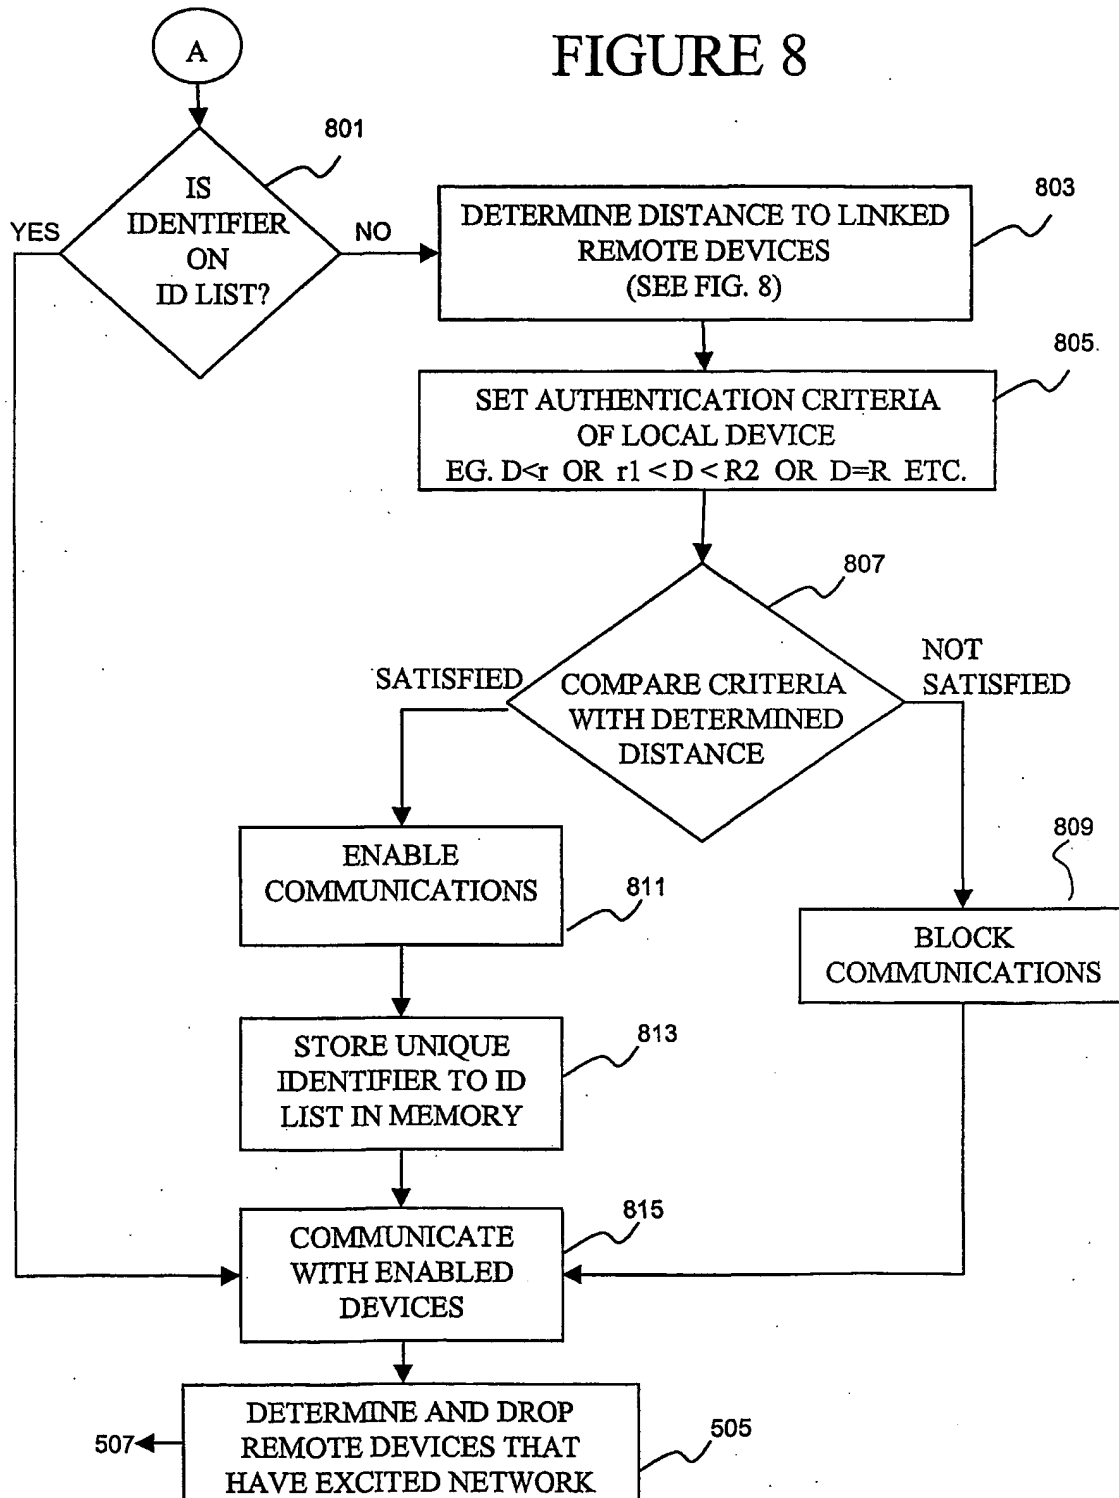 FIGURE 8
A
801
IS
IDENTIFIER
ON
ID LIST?
YES
NO
803
DETERMINE DISTANCE TO LINKED
REMOTE DEVICES
(SEE FIG. 8)
805.
SET AUTHENTICATION CRITERIA
OF LOCAL DEVICE
EG. D<r OR r1 < D < R2 OR D=R ETC.
807
COMPARE CRITERIA
WITH DETERMINED
DISTANCE
SATISFIED
NOT
SATISFIED
809
BLOCK
COMMUNICATIONS
ENABLE
COMMUNICATIONS
811
STORE UNIQUE
IDENTIFIER TO ID
LIST IN MEMORY
813
COMMUNICATE
WITH ENABLED
DEVICES
815
DETERMINE AND DROP
REMOTE DEVICES THAT
HAVE EXCITED NETWORK
505
507